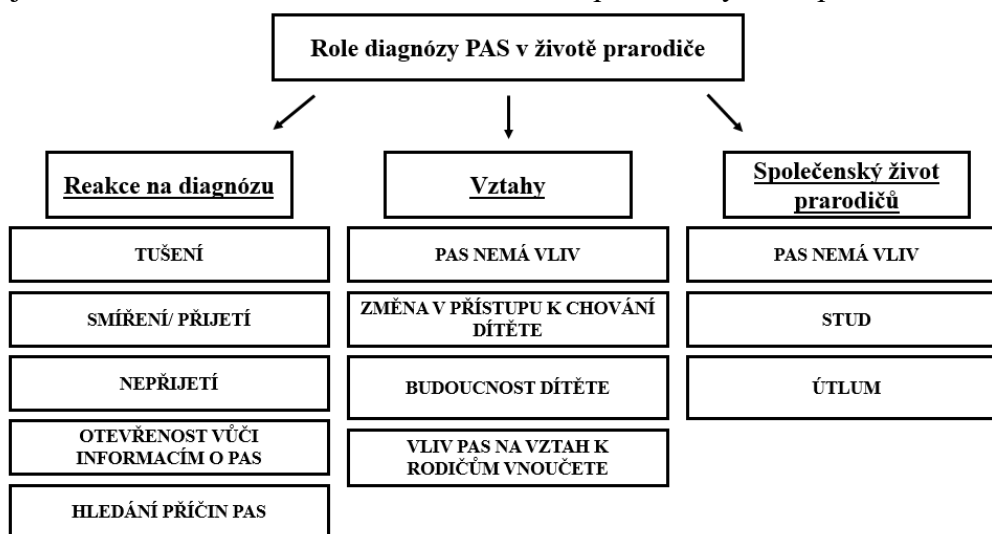 Role diagnózy PAS v životě prarodiče
Reakce na diagnózu
TUŠENÍ
SMÍŘENÍ/ PŘIJETÍ
NEPŘIJETÍ
OTEVŘENOST VŮČI
INFORMACÍM O PAS
HLEDÁNÍ PŘÍČIN PAS
Vztahy
PAS NEMÁ VLIV
ZMĚNA V PŘÍSTUPU K CHOVÁNÍ
DÍTĚTE
BUDOUCNOST DÍTĚTE
VLIV PAS NA VZTAH K
RODIČŮM VNOUČETE
Společenský život
prarodičů
PAS NEMÁ VLIV
STUD
ÚTLUM